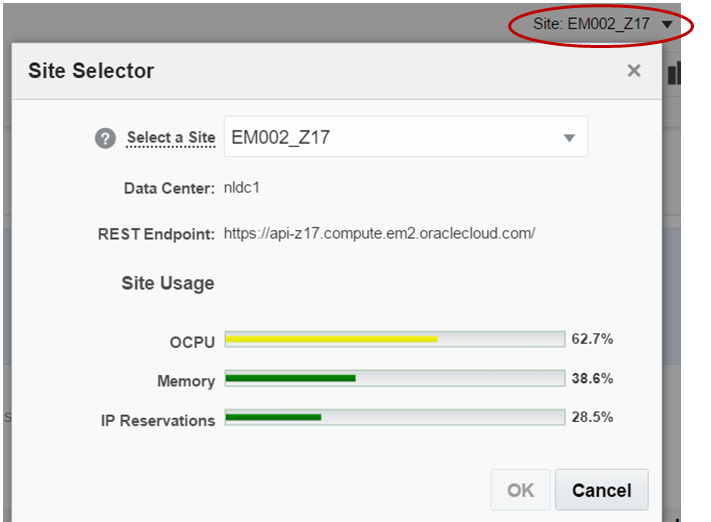 Site: EM002_Z17
Site Selector
Select a Site EM002_Z17
Data Center: nldc1
REST Endpoint: https://api-z17.compute.em2.oraclecloud.com/
Site Usage
OCPU 62.7%
Memory 38.6%
IP Reservations 28.5%
OK Cancel